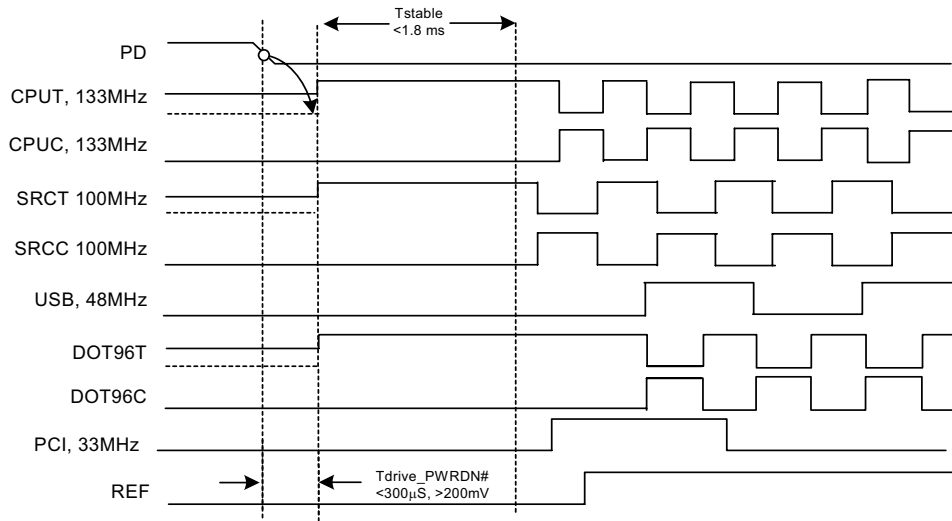 Tstable
<1.8 ms
PD
CPUT, 133MHz
CPUC, 133MHz
SRCT 100MHz
SRCC 100MHz
USB, 48MHz
DOT96T
DOT96C
PCI, 33MHz
Tdrive_PWRDN#
<300μS, >200mV
REF